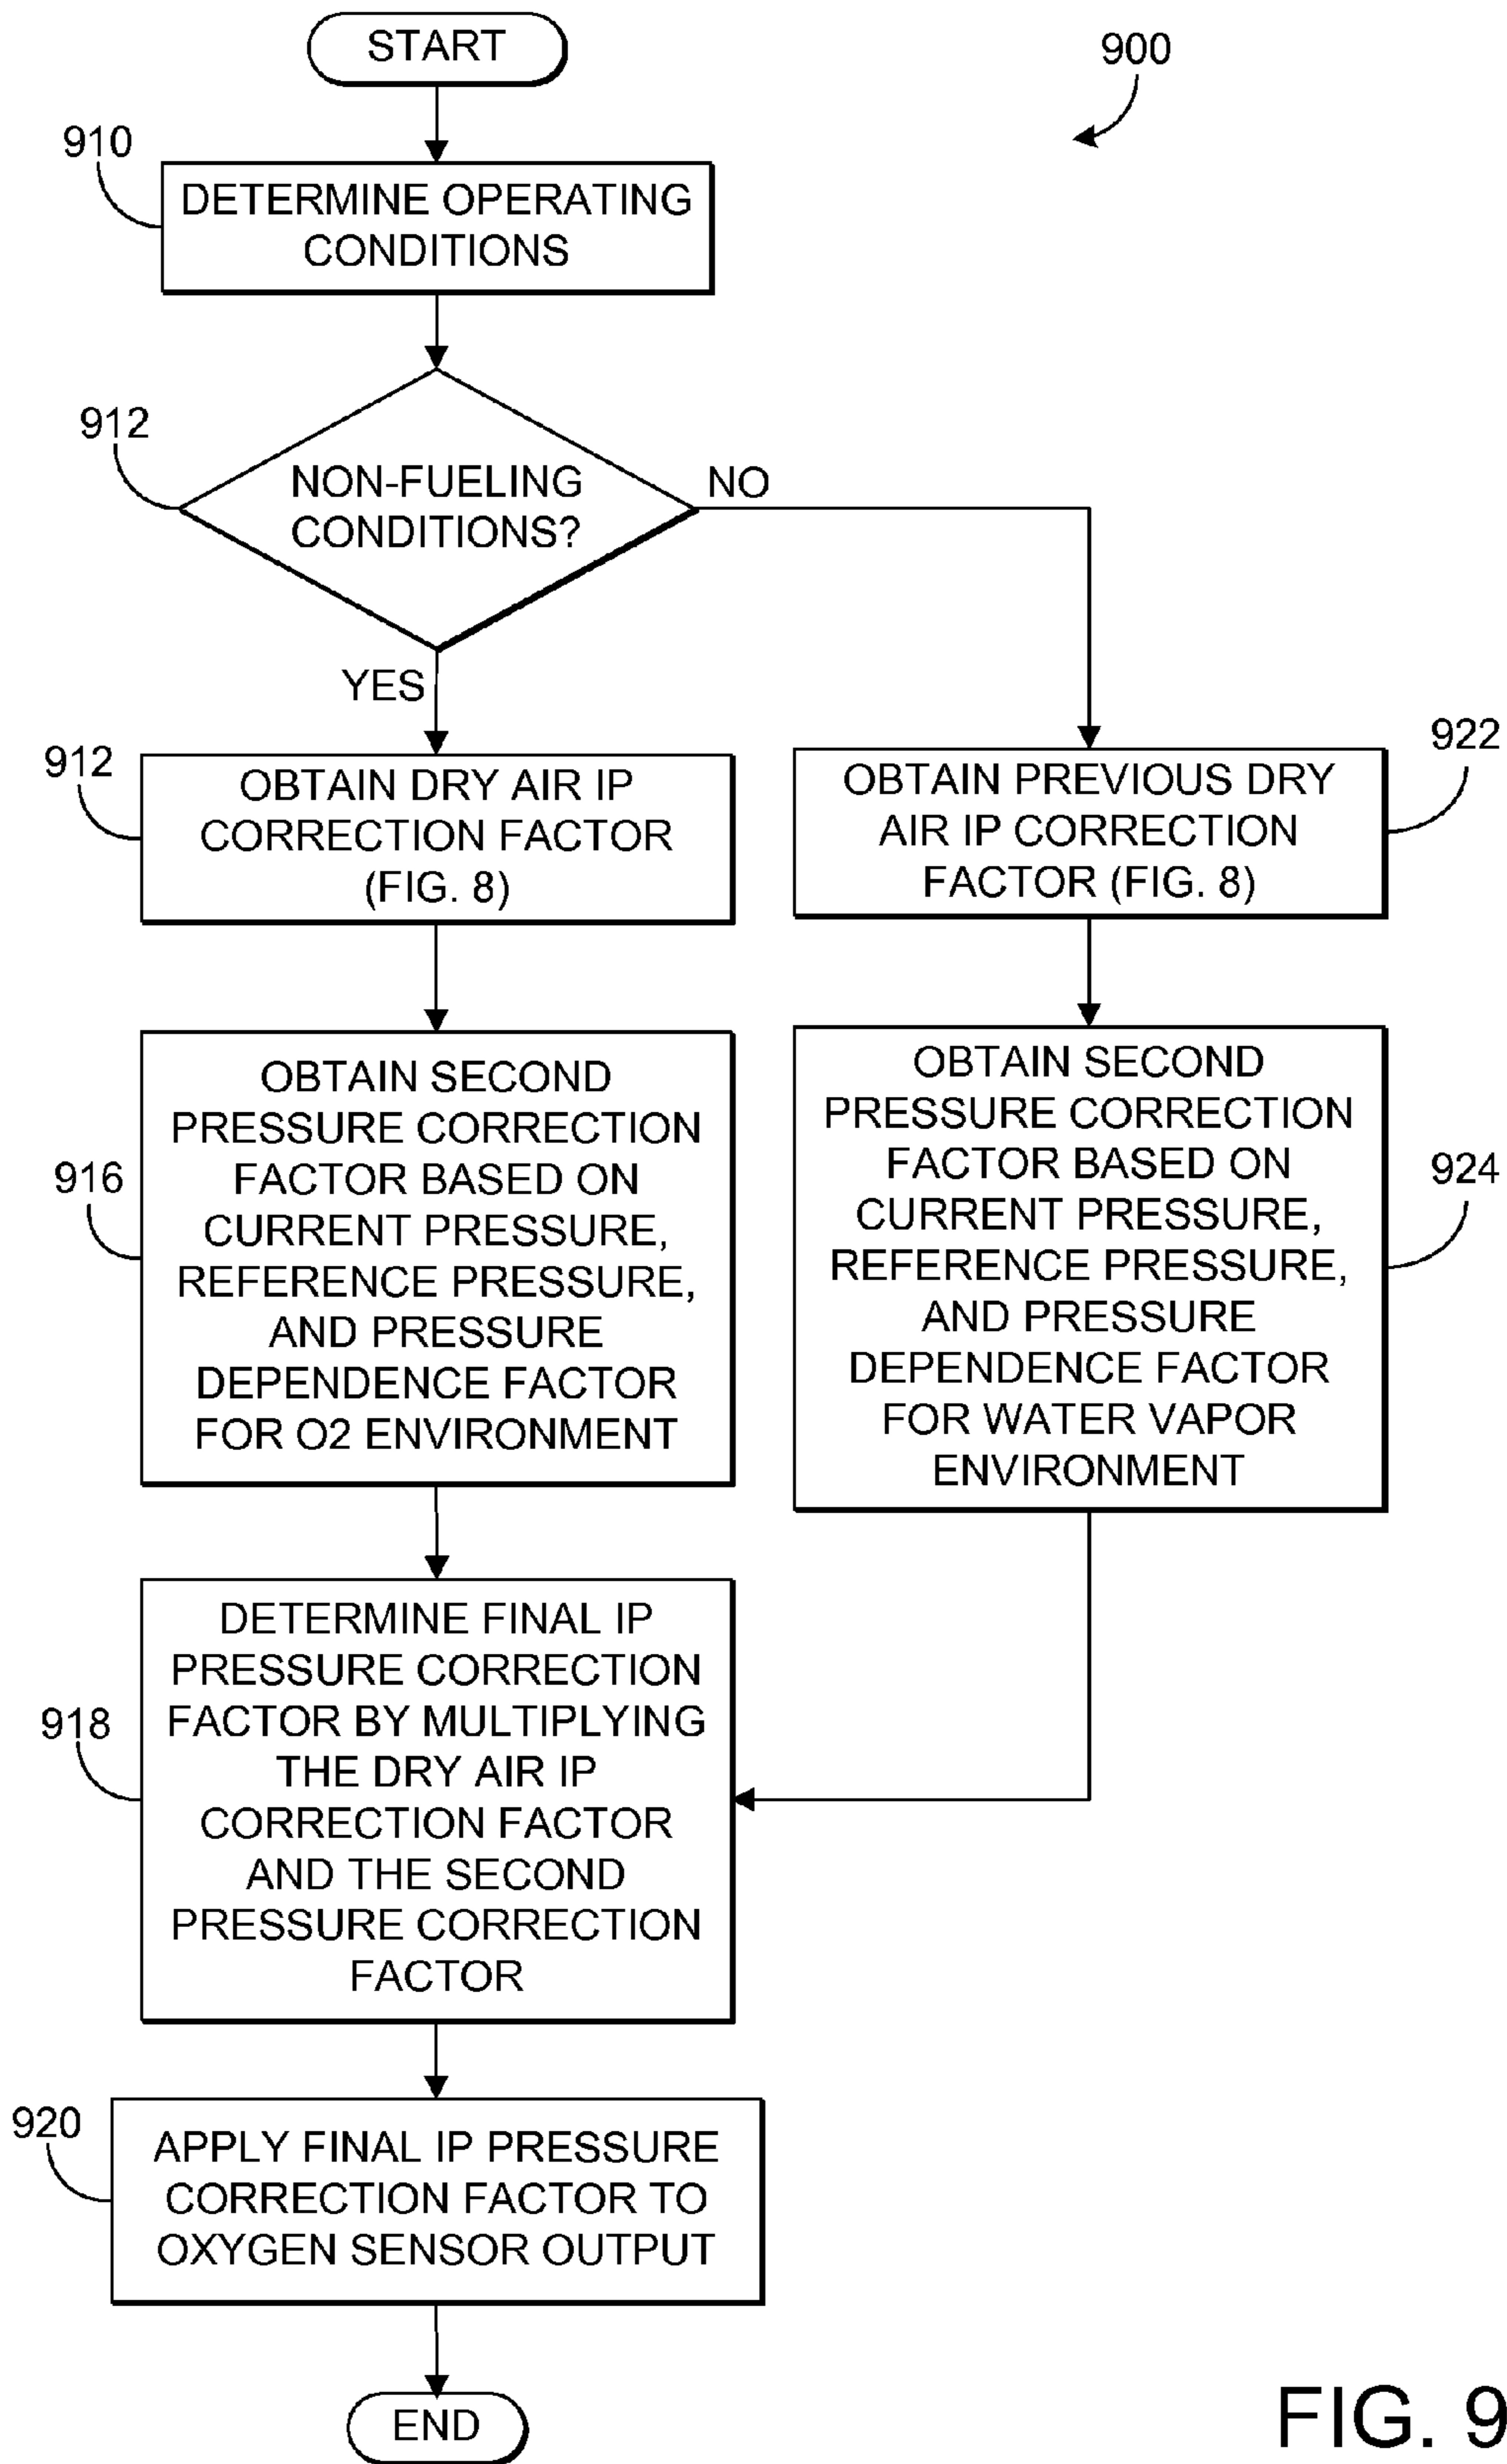 START
900
910
DETERMINE OPERATING
CONDITIONS
912
NON-FUELING
CONDITIONS?
NO
YES
912
OBTAIN DRY AIR IP
CORRECTION FACTOR
(FIG. 8)
922
OBTAIN PREVIOUS DRY
AIR IP CORRECTION
FACTOR (FIG. 8)
916
OBTAIN SECOND
PRESSURE CORRECTION
FACTOR BASED ON
CURRENT PRESSURE,
REFERENCE PRESSURE,
AND PRESSURE
DEPENDENCE FACTOR
FOR O2 ENVIRONMENT
924
OBTAIN SECOND
PRESSURE CORRECTION
FACTOR BASED ON
CURRENT PRESSURE,
REFERENCE PRESSURE,
AND PRESSURE
DEPENDENCE FACTOR
FOR WATER VAPOR
ENVIRONMENT
918
DETERMINE FINAL IP
PRESSURE CORRECTION
FACTOR BY MULTIPLYING
THE DRY AIR IP
CORRECTION FACTOR
AND THE SECOND
PRESSURE CORRECTION
FACTOR
920
APPLY FINAL IP PRESSURE
CORRECTION FACTOR TO
OXYGEN SENSOR OUTPUT
END
FIG. 9